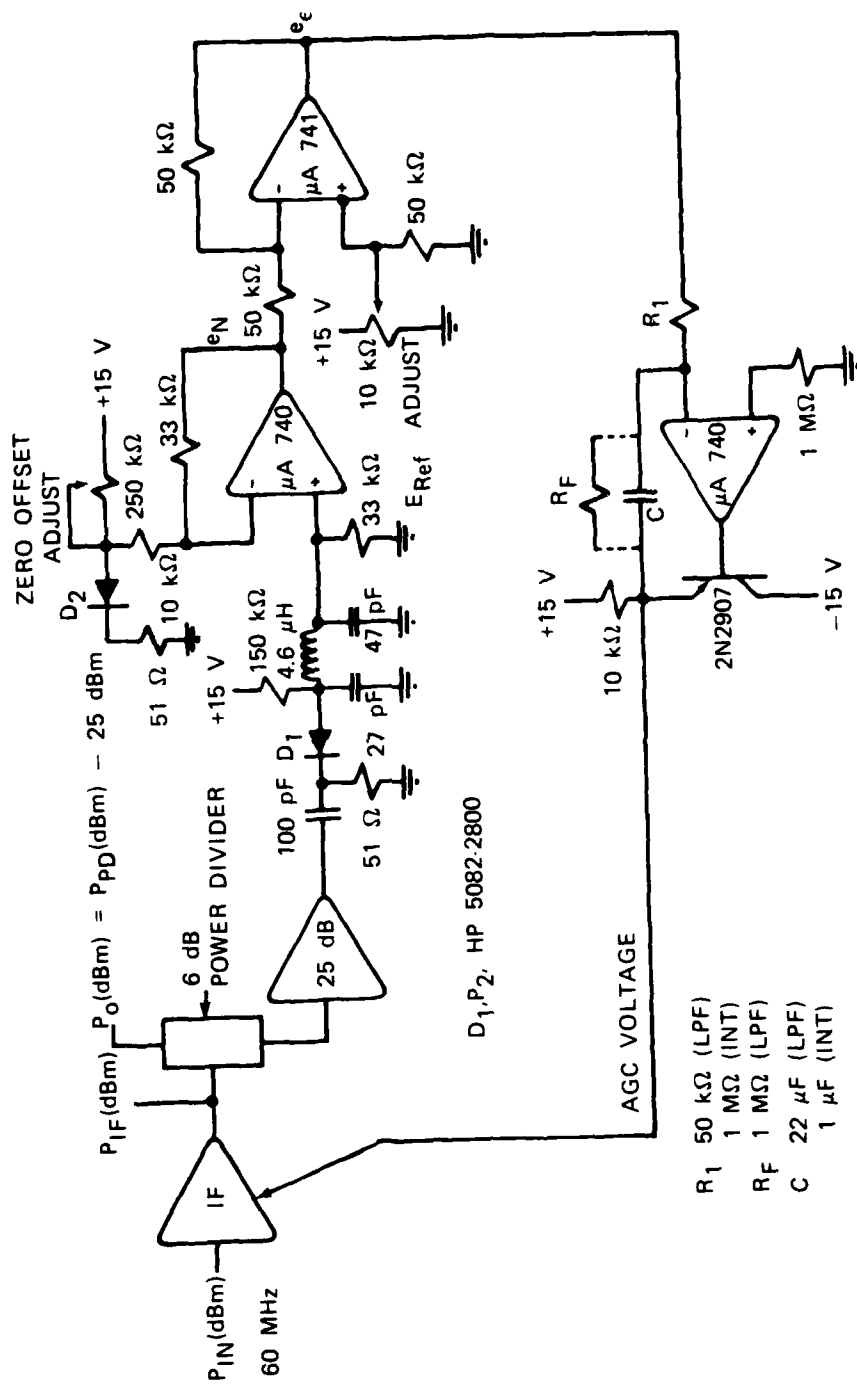 P_IN(dBm)
60 MHz
IF
P_IF(dBm)
P_O(dBm) = P_PD(dBm) − 25 dBm
6 dB
POWER DIVIDER
25 dB
100 pF
51 Ω
D_1
27 pF
+15 V
150 kΩ
4.6 μH
47 pF
33 kΩ
E_Ref
ZERO OFFSET
ADJUST
D_2
51 Ω
10 kΩ
250 kΩ
+15 V
33 kΩ
-
+
μA 740
e_N
50 kΩ
50 kΩ
-
+
μA 741
e_ϵ
+15 V
10 kΩ
ADJUST
50 kΩ
D_1,P_2, HP 5082-2800
AGC VOLTAGE
+15 V
10 kΩ
R_F
C
R_1
-
+
μA 740
1 MΩ
2N2907
−15 V
R_1 50 kΩ (LPF)
1 MΩ (INT)
R_F 1 MΩ (LPF)
C 22 μF (LPF)
1 μF (INT)